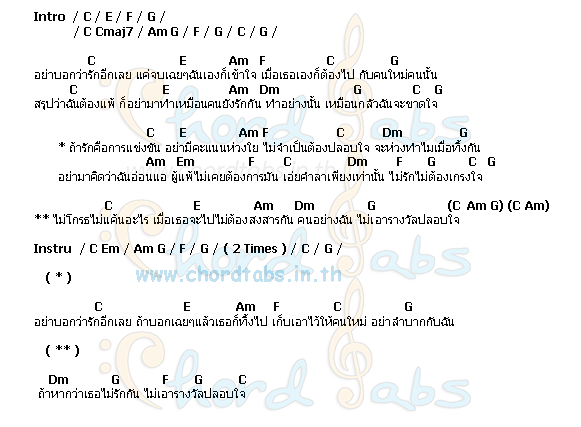 Intro / C / E / F / G /
/ C Cmaj7 / Am G / F / G / C / G /
C E Am F C G
อย่าบอกว่ารักอีกเลย แค่จบเฉยๆฉันเองก็เข้าใจ เมื่อเธอเองก็ต้องไป กับคนใหม่คนนั้น
C E Am Dm G C G
สรุปว่าฉันต้องแพ้ ก็อย่ามาทำเหมือนคนยังรักกัน ทำอย่างนั้น เหมือนกลัวฉันจะขาดใจ
C E Am F C Dm G
* ถ้ารักคือการแข่งขัน อย่ามีคะแนนห่วงใย ไม่จำเป็นต้องปลอบใจ จะห่วงทำไมเมื่อทิ้งกัน
Am Em F C Dm F G C G
อย่ามาคิดว่าฉันอ่อนแอ ผู้แพ้ไม่เคยต้องการมัน เอ่ยคำลาเพียงเท่านั้น ไม่รักไม่ต้องเกรงใจ
C E Am Dm G (C Am G) (C Am)
** ไม่โกรธไม่แค้นอะไร เมื่อเธอจะไปไม่ต้องสงสารกัน คนอย่างฉัน ไม่เอารางวัลปลอบใจ
Instru / C Em / Am G / F / G / ( 2 Times ) / C / G /
www.chordtabs.in.th
( * )
C E Am F C G
อย่าบอกว่ารักอีกเลย ถ้าบอกเฉยๆแล้วเธอก็ทิ้งไป เก็บเอาไว้ให้คนใหม่ อย่าลำบากกับฉัน
( ** )
Dm G F G C
ถ้าหากว่าเธอไม่รักกัน ไม่เอารางวัลปลอบใจ